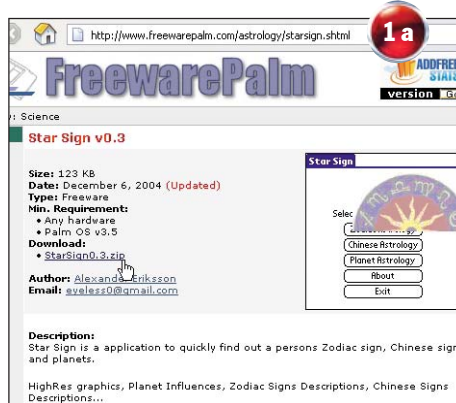 http://www.freewarepalm.com/astrology/starsign.shtml
1 a
FreewarePalm
ADDFREE
STATS
version
: Science
Star Sign v0.3
Size: 123 KB
Date: December 6, 2004 (Updated)
Type: Freeware
Min. Requirement:
• Any hardware
• Palm OS v3.5
Download:
• StarSign0.3.zip
Author: Alexander Eriksson
Email: eyeless0@gmail.com
Star Sign
Selec
Chinese Astrology
Planet Astrology
About
Exit
Description:
Star Sign is a application to quickly find out a persons Zodiac sign, Chinese sign
and planets.
HighRes graphics, Planet Influences, Zodiac Signs Descriptions, Chinese Signs
Descriptions...